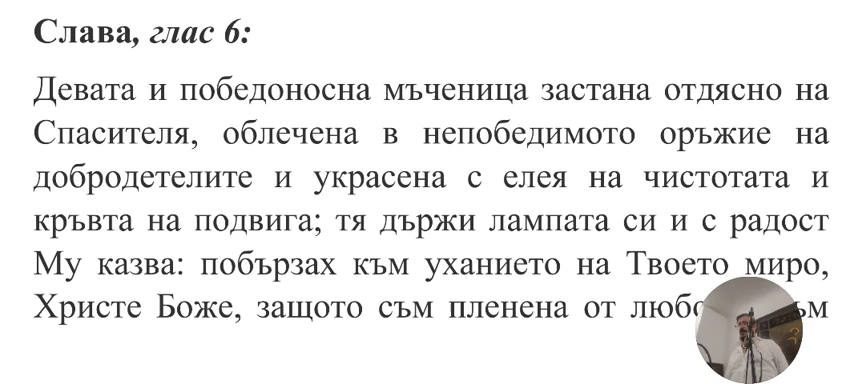 Слава, глас 6:
Девата и победоносна мъченица застана отдясно на
Спасителя, облечена в непобедимото оръжие на
добродетелите и украсена с елея на чистотата и
кръвта на подвига; тя държи лампата си и с радост
Му казва: побързах към уханието на Твоето миро,
Христе Боже, защото съм пленена от